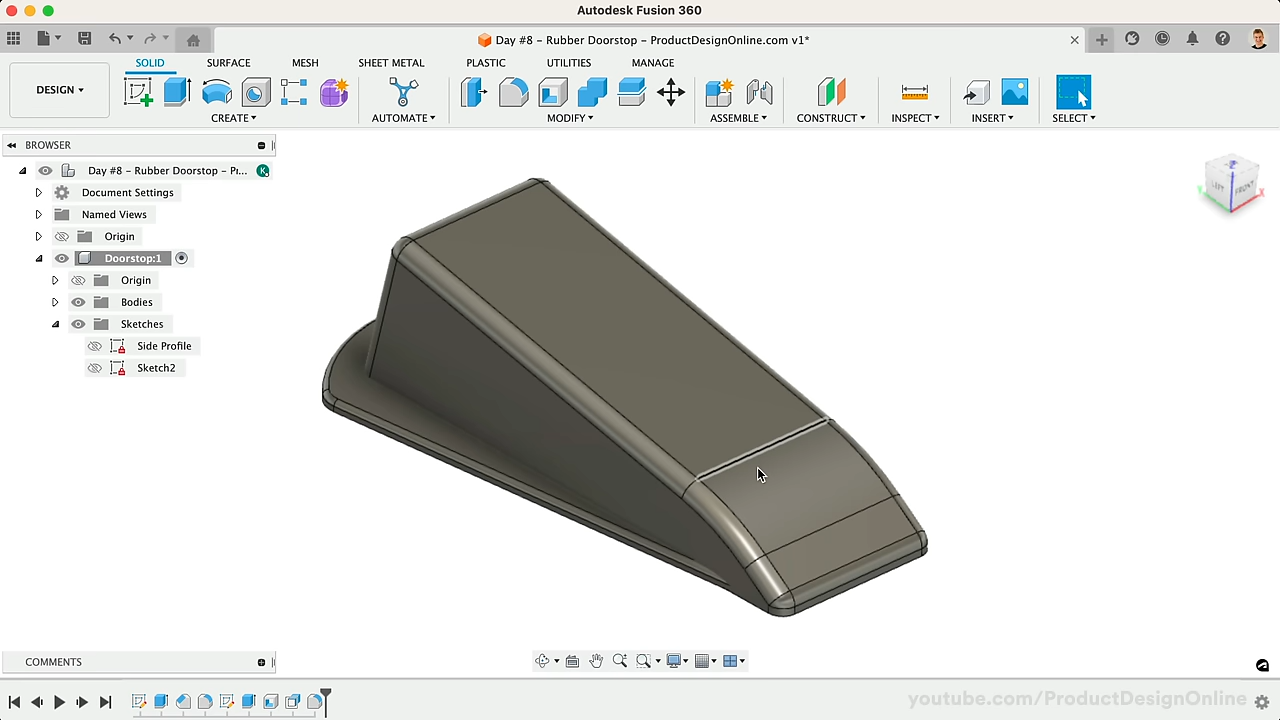 Autodesk Fusion 360
Day #8 – Rubber Doorstop – ProductDesignOnline.com v1*
DESIGN
SOLID
SURFACE
MESH
SHEET METAL
PLASTIC
UTILITIES
MANAGE
CREATE
AUTOMATE
MODIFY
ASSEMBLE
CONSTRUCT
INSPECT
INSERT
SELECT
BROWSER
Day #8 – Rubber Doorstop – Pr... K
Document Settings
Named Views
Origin
Doorstop:1
Origin
Bodies
Sketches
Side Profile
Sketch2
LEFT
FRONT
Z
X
COMMENTS
youtube.com/ProductDesignOnline